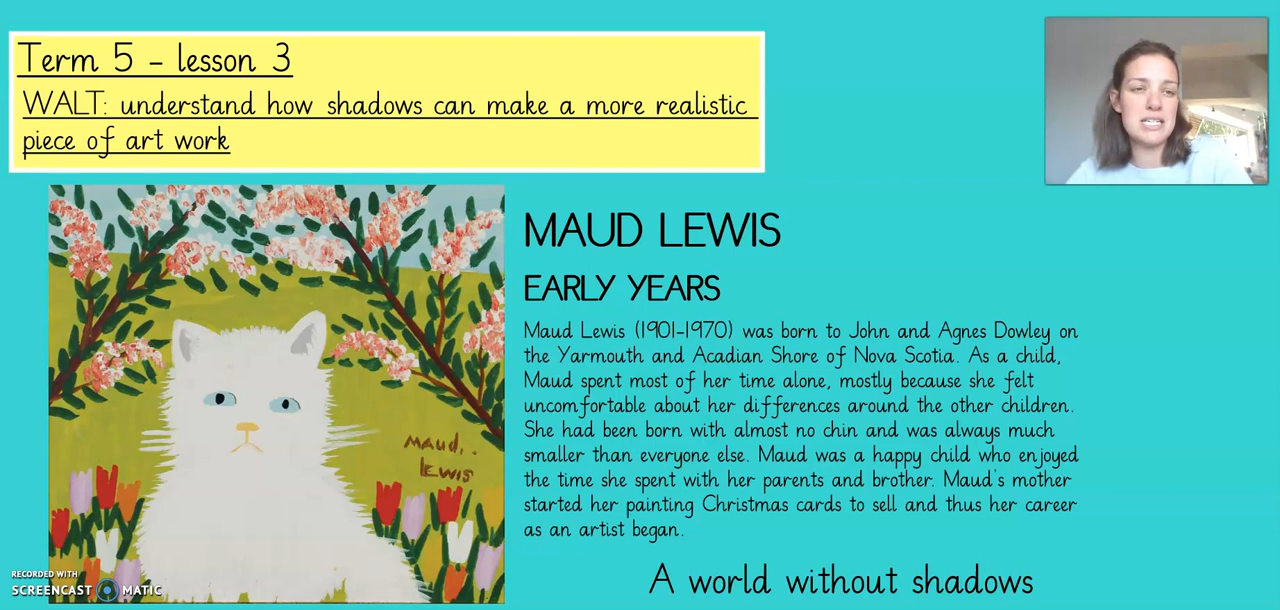 Term 5 - lesson 3
WALT: understand how shadows can make a more realistic
piece of art work
MAUD LEWIS
EARLY YEARS
Maud Lewis (1901-1970) was born to John and Agnes Dowley on
the Yarmouth and Acadian Shore of Nova Scotia. As a child,
Maud spent most of her time alone, mostly because she felt
uncomfortable about her differences around the other children.
She had been born with almost no chin and was always much
smaller than everyone else. Maud was a happy child who enjoyed
the time she spent with her parents and brother. Maud's mother
started her painting Christmas cards to sell and thus her career
as an artist began.
MAUD.
LEWIS
A world without shadows
RECORDED WITH
SCREENCAST MATIC